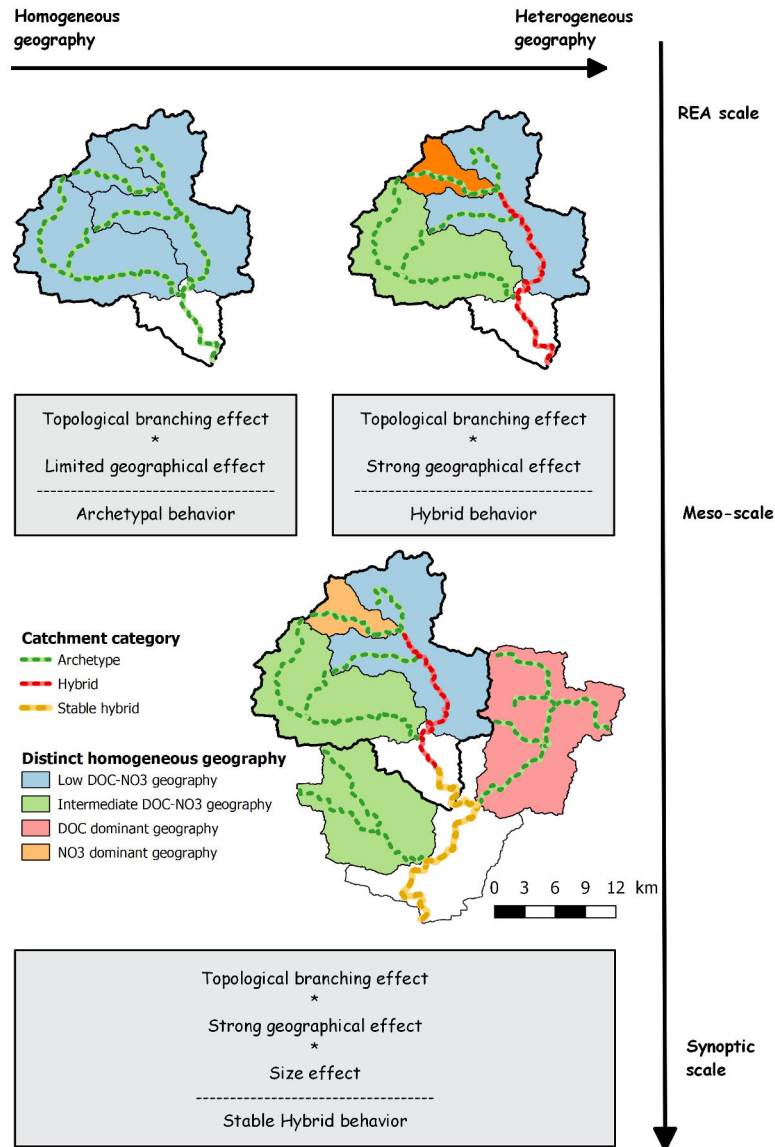 Homogeneous
geography
Heterogeneous
geography
REA scale
Topological branching effect
*
Limited geographical effect
-----------------------------------
Archetypal behavior
Topological branching effect
*
Strong geographical effect
-----------------------------------
Hybrid behavior
Meso-scale
Catchment category
Archetype
Hybrid
Stable hybrid
Distinct homogeneous geography
Low DOC-NO3 geography
Intermediate DOC-NO3 geography
DOC dominant geography
NO3 dominant geography
0 3 6 9 12 km
Topological branching effect
*
Strong geographical effect
*
Size effect
-----------------------------------
Stable Hybrid behavior
Synoptic
scale